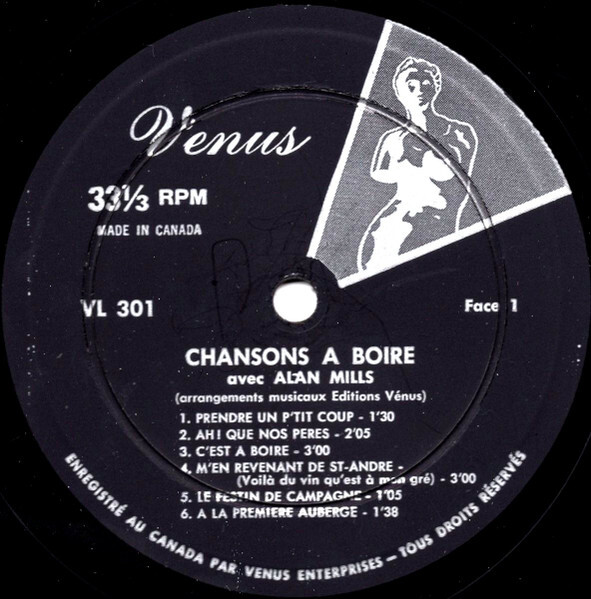 Venus
33⅓ RPM
MADE IN CANADA
VL 301
Face 1
CHANSONS A BOIRE
avec ALAN MILLS
(arrangements musicaux Editions Vénus)
1. PRENDRE UN P'TIT COUP - 1'30
2. AH! QUE NOS PERES - 2'05
3. C'EST A BOIRE - 3'00
4. M'EN REVENANT DE ST-ANDRE -
(Voilà du vin qu'est à mon gré) - 3'00
5. LE FESTIN DE CAMPAGNE - 1'05
6. A LA PREMIERE AUBERGE - 1'38
ENREGISTRÉ AU CANADA PAR VENUS ENTERPRISES – TOUS DROITS RÉSERVÉS